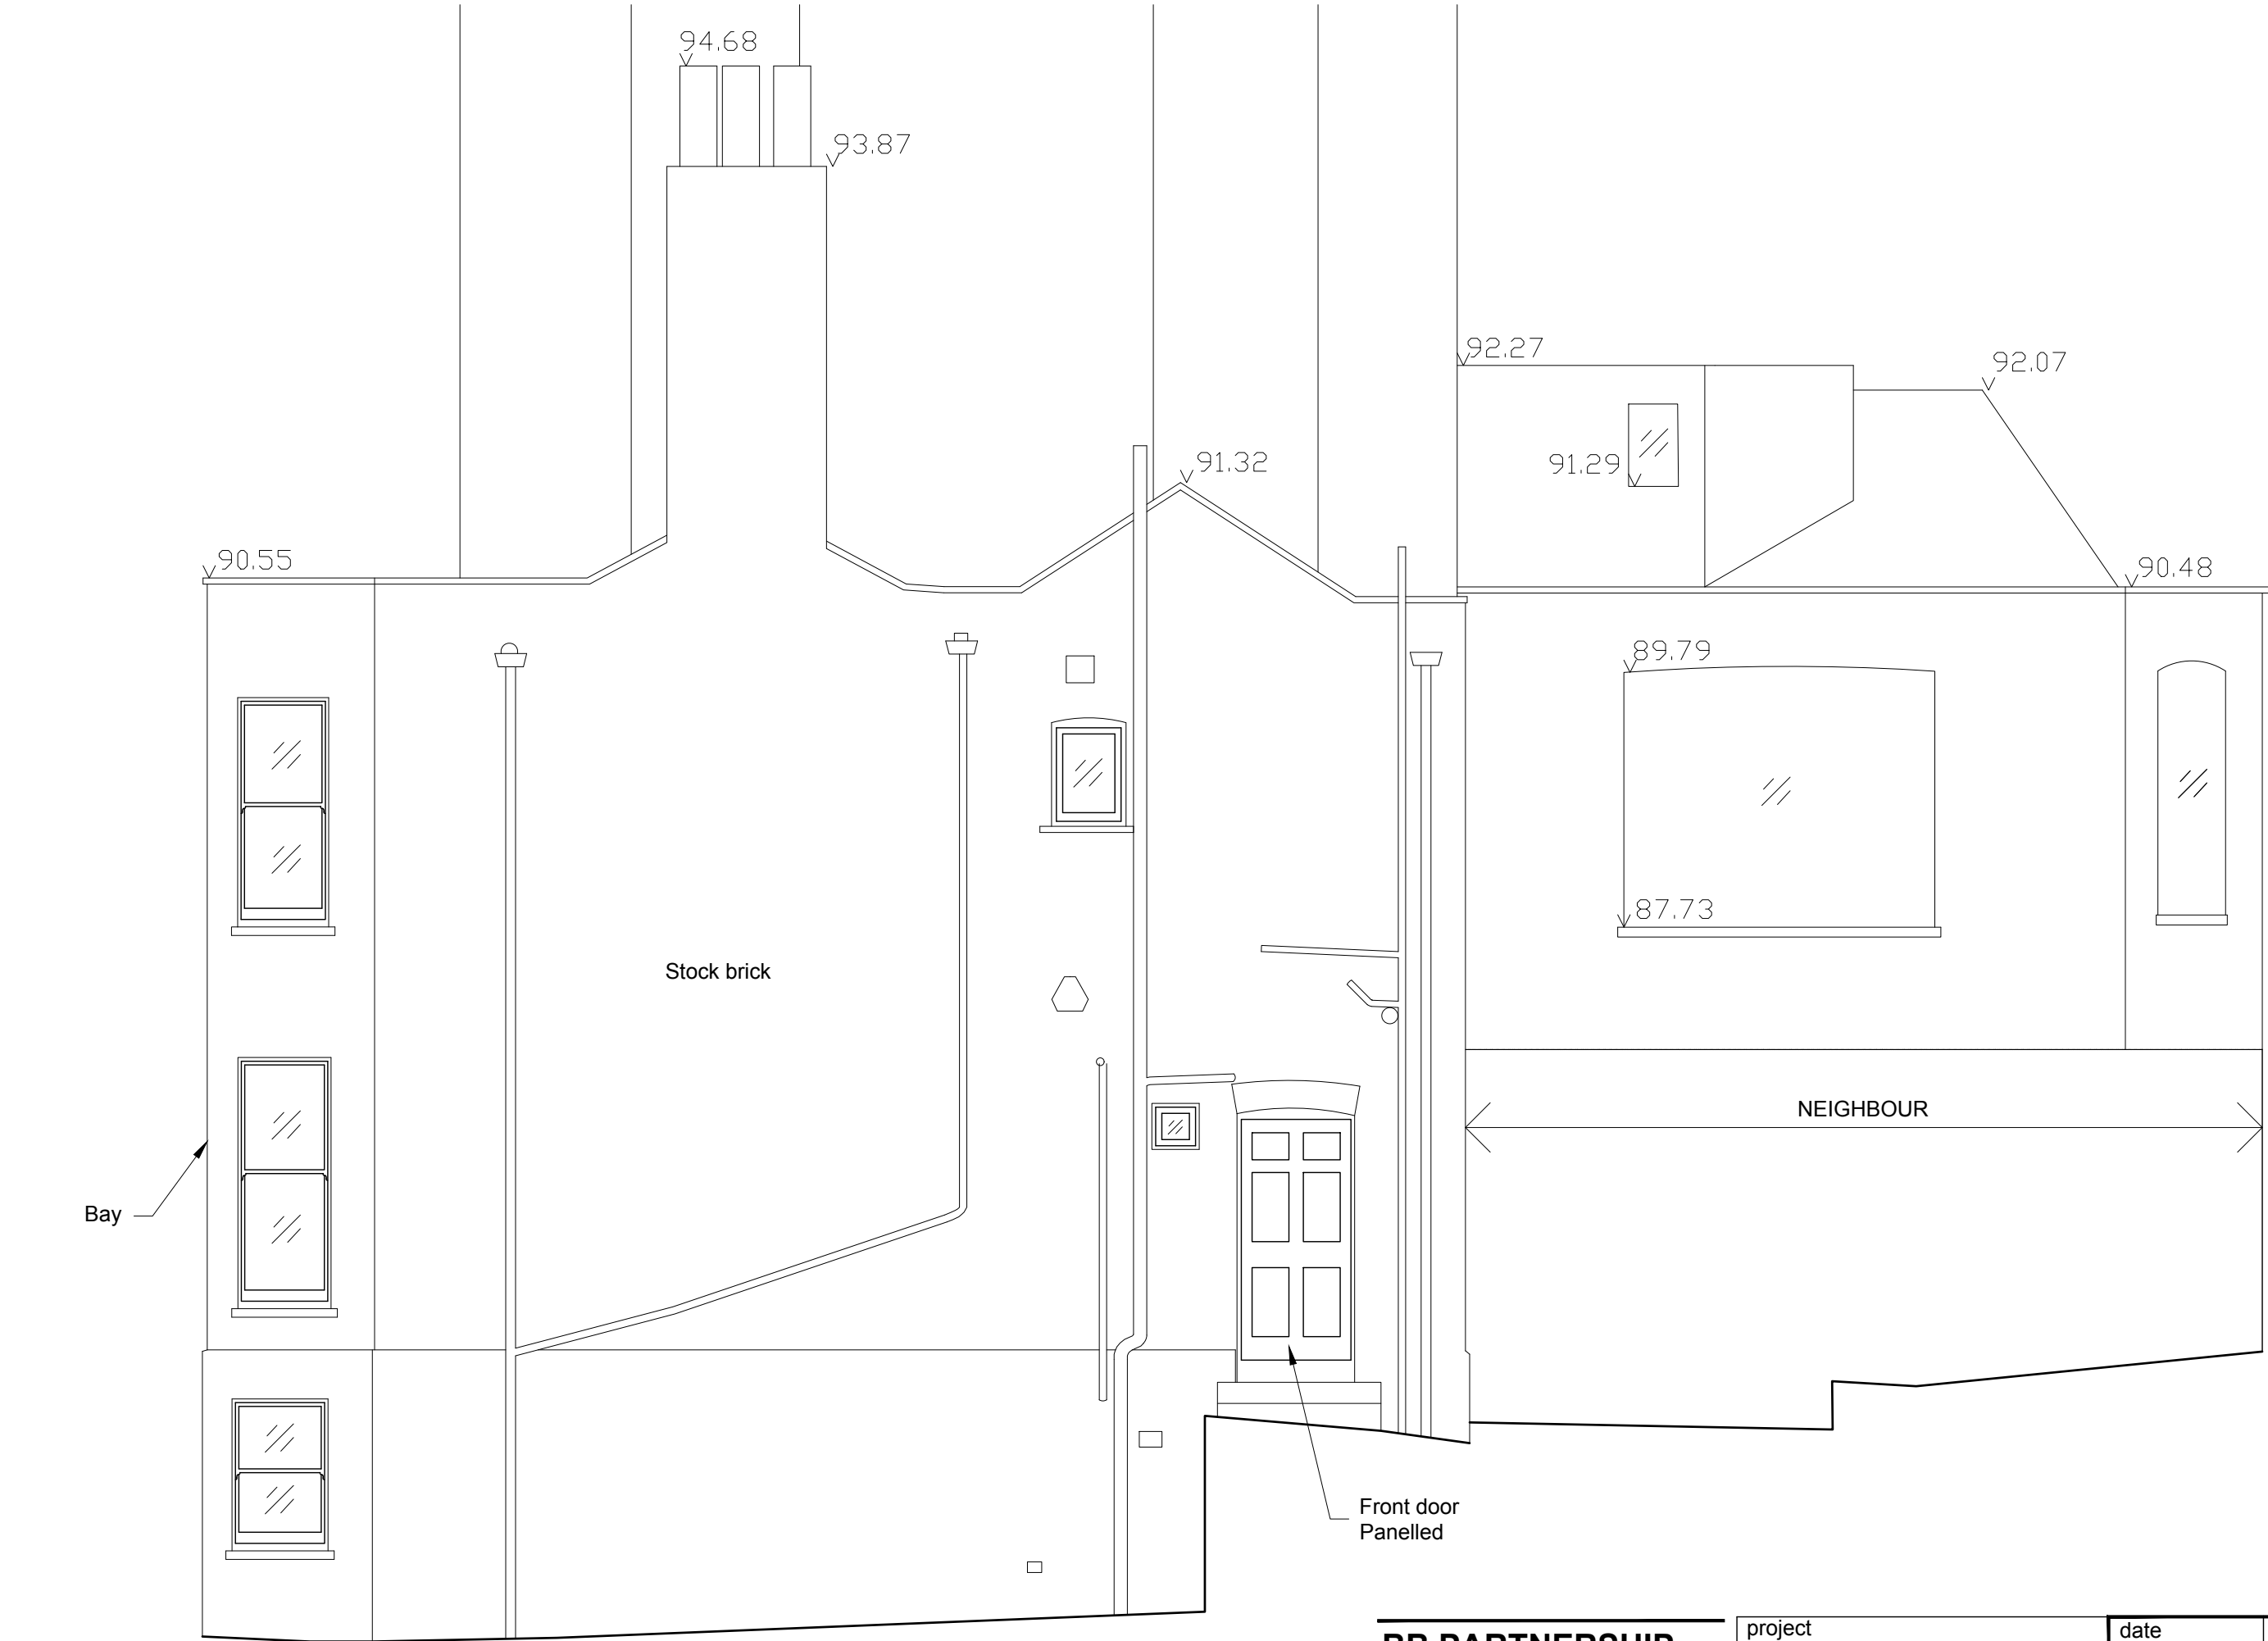 94.68
93.87
92.27
92.07
91.32
91.29
90.55
90.48
89.79
87.73
Stock brick
NEIGHBOUR
Bay
Front door
Panelled
project
date